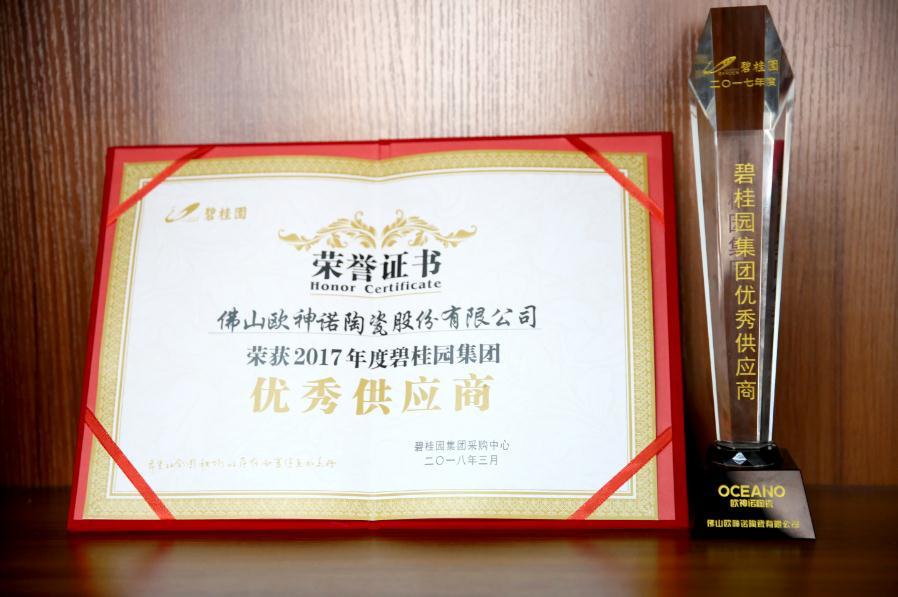 碧桂园
荣誉证书
Honor Certificate
佛山欧神诺陶瓷股份有限公司
荣获2017年度碧桂园集团
优秀供应商
碧桂园集团采购中心
二〇一八年三月
碧桂园
二〇一七年度
碧桂园集团优秀供应商
OCEANO
欧神诺陶瓷
佛山欧神诺陶瓷有限公司